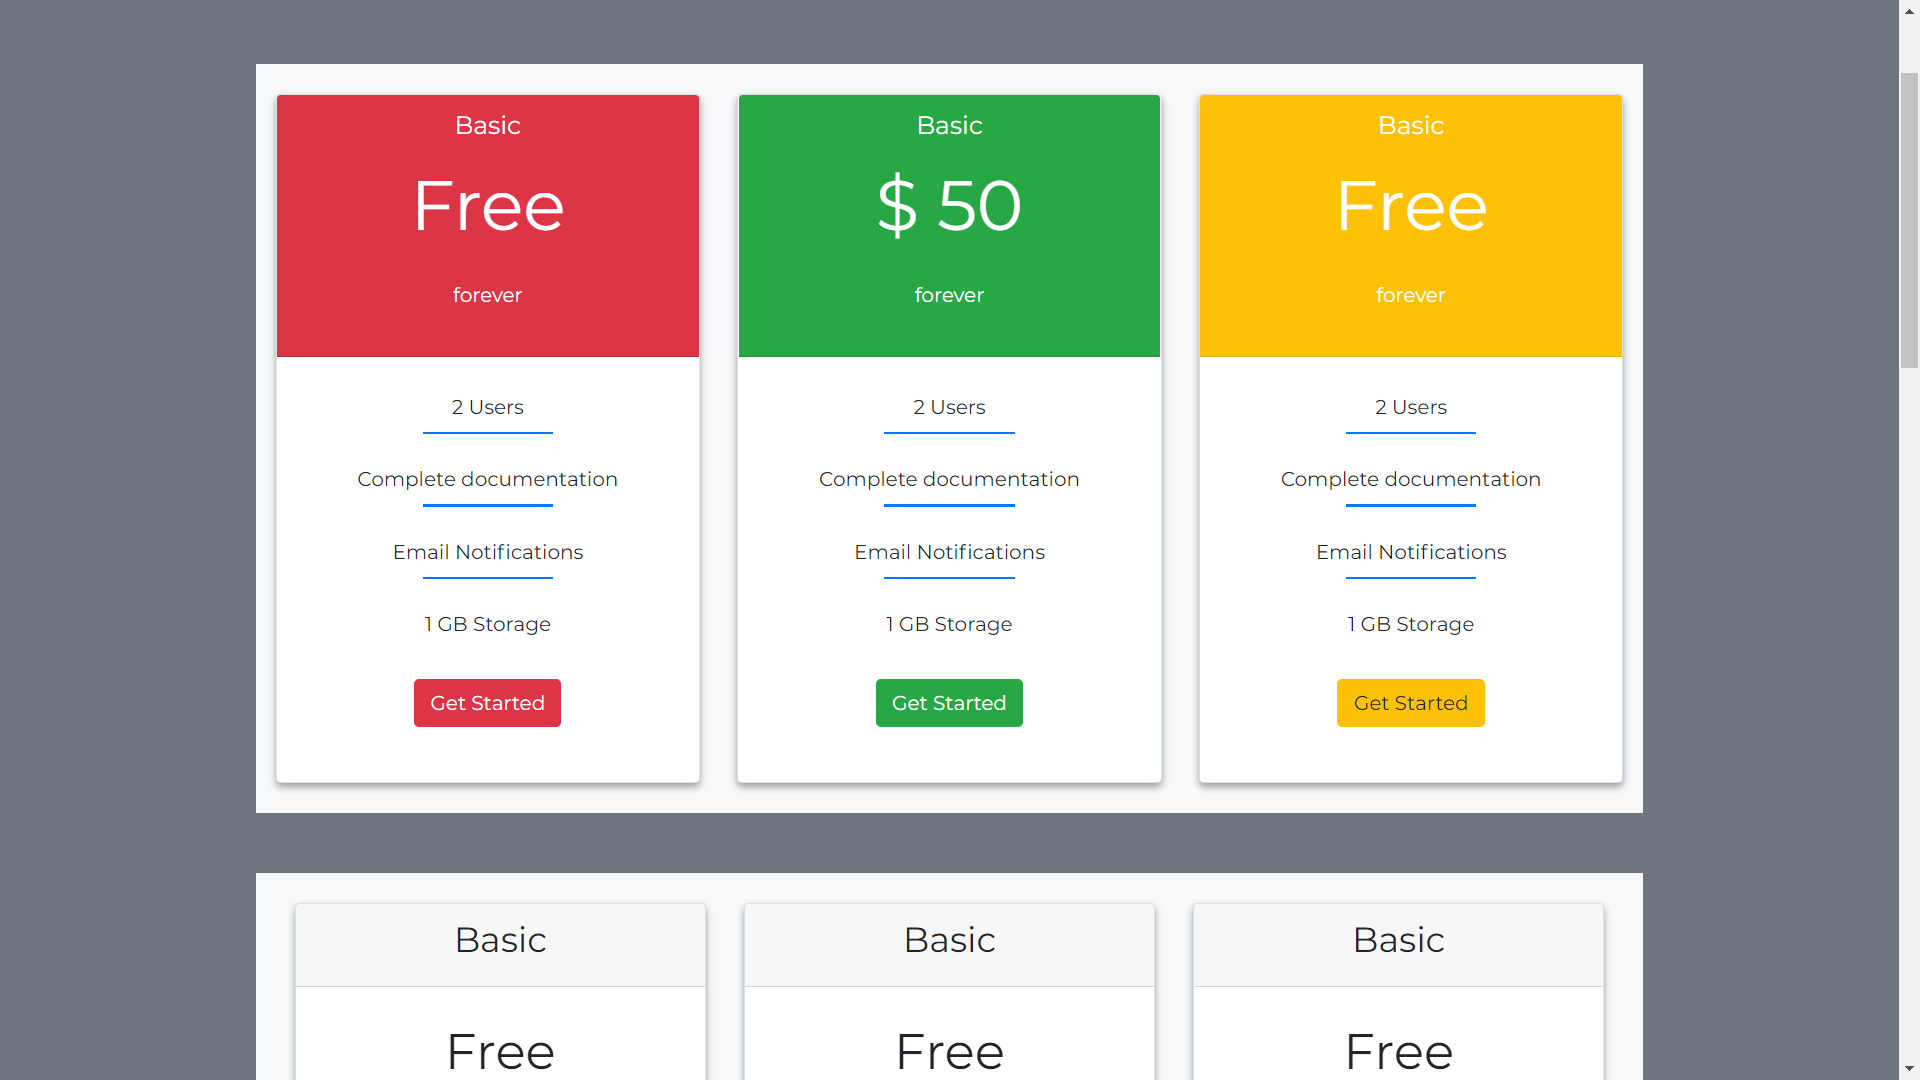 Basic
Free
forever
2 Users
Complete documentation
Email Notifications
1 GB Storage
Get Started
Basic
$ 50
forever
2 Users
Complete documentation
Email Notifications
1 GB Storage
Get Started
Basic
Free
forever
2 Users
Complete documentation
Email Notifications
1 GB Storage
Get Started
Basic
Free
Basic
Free
Basic
Free